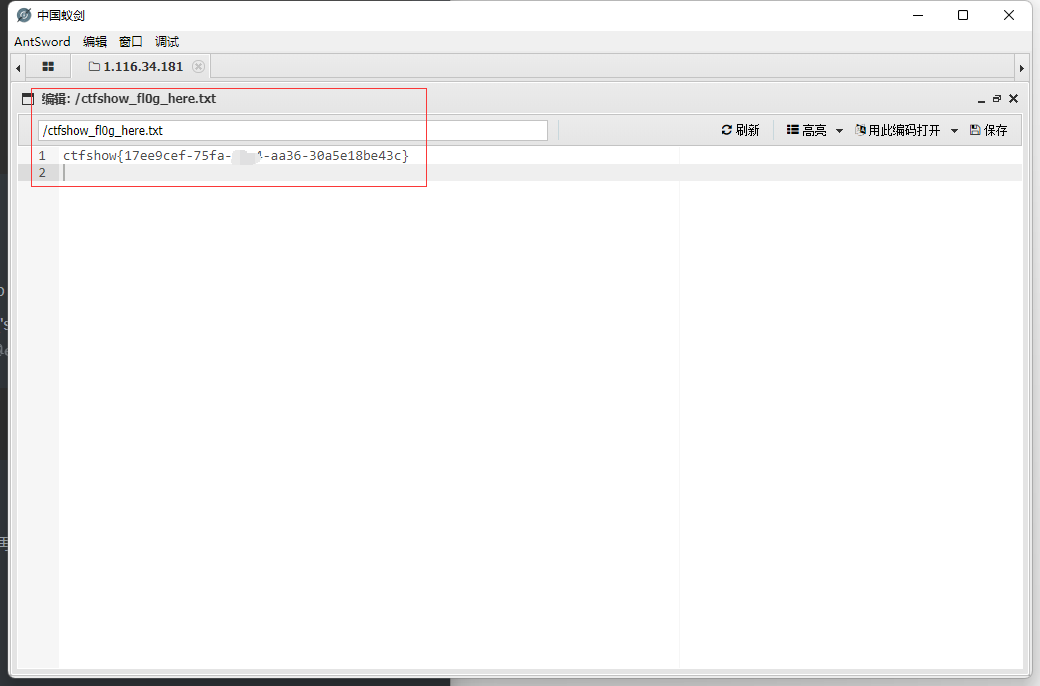 中国蚁剑
AntSword 编辑 窗口 调试
1.116.34.181
编辑: /ctfshow_fl0g_here.txt
/ctfshow_fl0g_here.txt 刷新 高亮 用此编码打开 保存
1 ctfshow{17ee9cef-75fa- 4-aa36-30a5e18be43c}
2